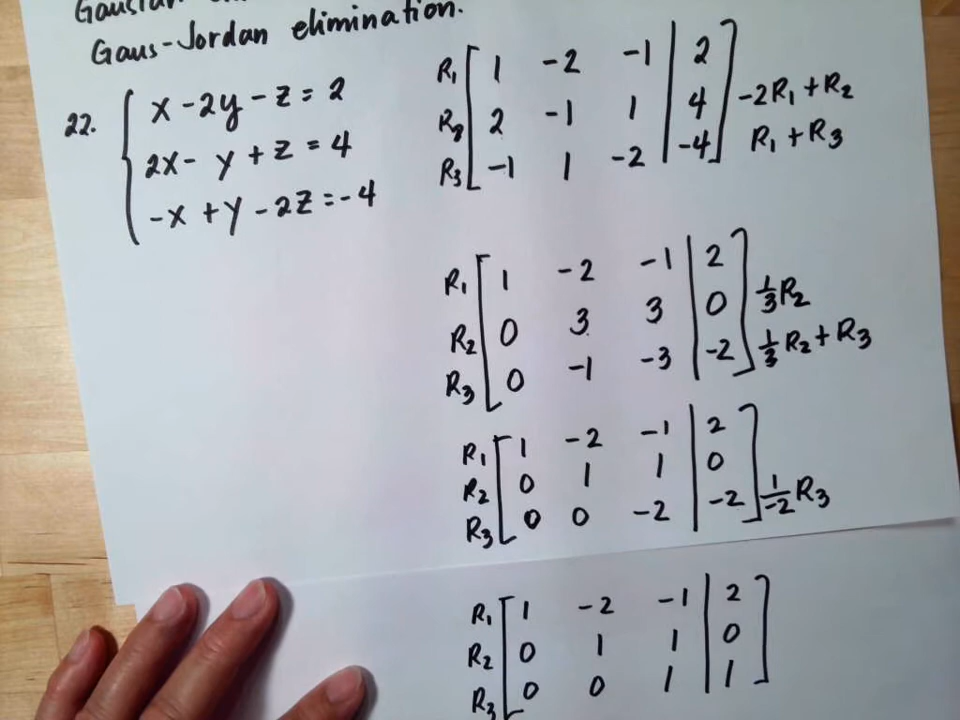 Gaus-Jordan elimination.
22. x - 2y - z = 2
2x - y + z = 4
-x + y - 2z = -4
R₁ 1 -2 -1 2
R₂ 2 -1 1 4 -2R₁ + R₂
R₃ -1 1 -2 -4 R₁ + R₃
R₁ 1 -2 -1 2
R₂ 0 3 3 0 1/3 R₂
R₃ 0 -1 -3 -2 1/3 R₂ + R₃
R₁ 1 -2 -1 2
R₂ 0 1 1 0
R₃ 0 0 -2 -2 1/-2 R₃
R₁ 1 -2 -1 2
R₂ 0 1 1 0
R₃ 0 0 1 1